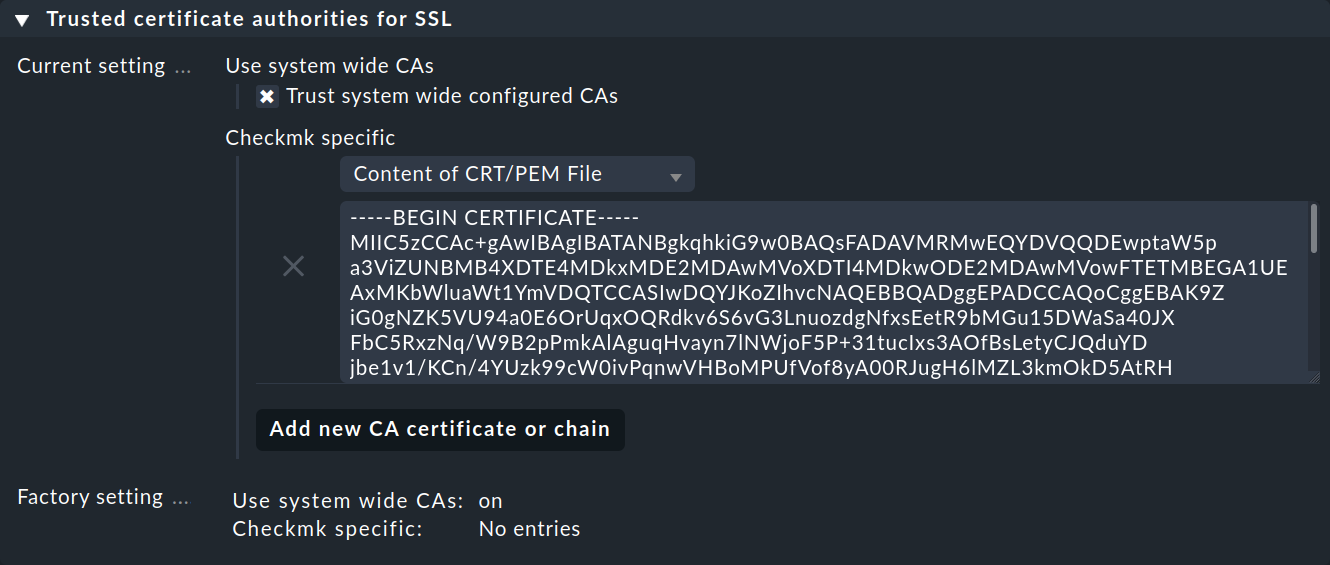 Trusted certificate authorities for SSL
Current setting ...
Use system wide CAs
Trust system wide configured CAs
Checkmk specific
Content of CRT/PEM File
-----BEGIN CERTIFICATE-----
MIIC5zCCAc+gAwIBAgIBATANBgkqhkiG9w0BAQsFADAVMRMwEQYDVQQDEwptaW5p
a3ViZUNBMB4XDTE4MDkxMDE2MDAwMVoXDTI4MDkwODE2MDAwMVowFTETMBEGA1UE
AxMKbWluaWt1YmVDQTCCASIwDQYJKoZIhvcNAQEBBQADggEPADCCAQoCggEBAK9Z
iG0gNZK5VU94a0E6OrUqxOQRdkv6S6vG3LnuozdgNfxsEetR9bMGu15DWaSa40JX
FbC5RxzNq/W9B2pPmkAlAguqHvayn7lNWjoF5P+31tucIxs3AOfBsLetyCJQduYD
jbe1v1/KCn/4YUzk99cW0ivPqnwVHBoMPUfVof8yA00RJugH6lMZL3kmOkD5AtRH
Add new CA certificate or chain
Factory setting ...
Use system wide CAs: on
Checkmk specific: No entries